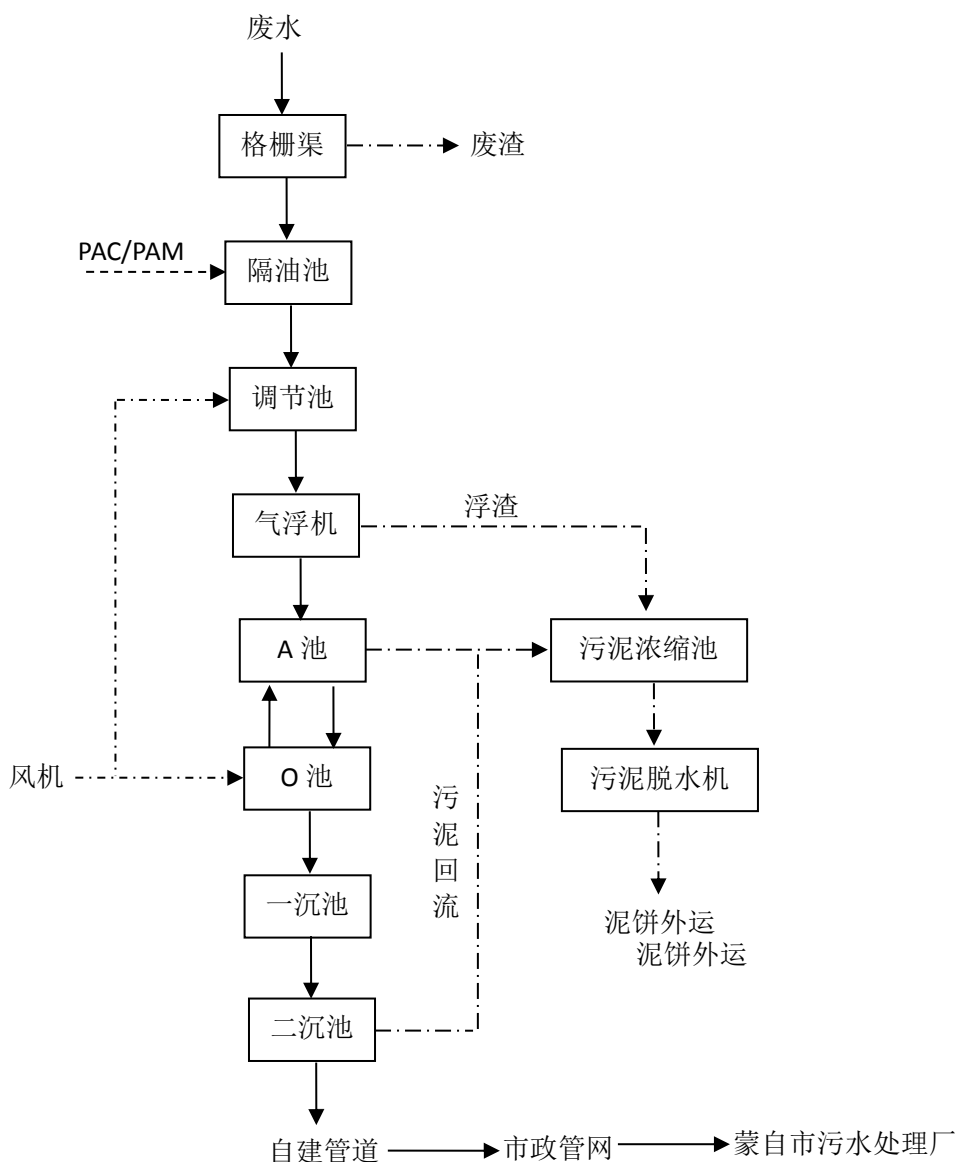 废水
格栅渠
废渣
PAC/PAM
隔油池
调节池
气浮机
浮渣
A 池
污泥浓缩池
风机
O 池
污泥脱水机
污泥回流
一沉池
泥饼外运
泥饼外运
二沉池
自建管道
市政管网
蒙自市污水处理厂